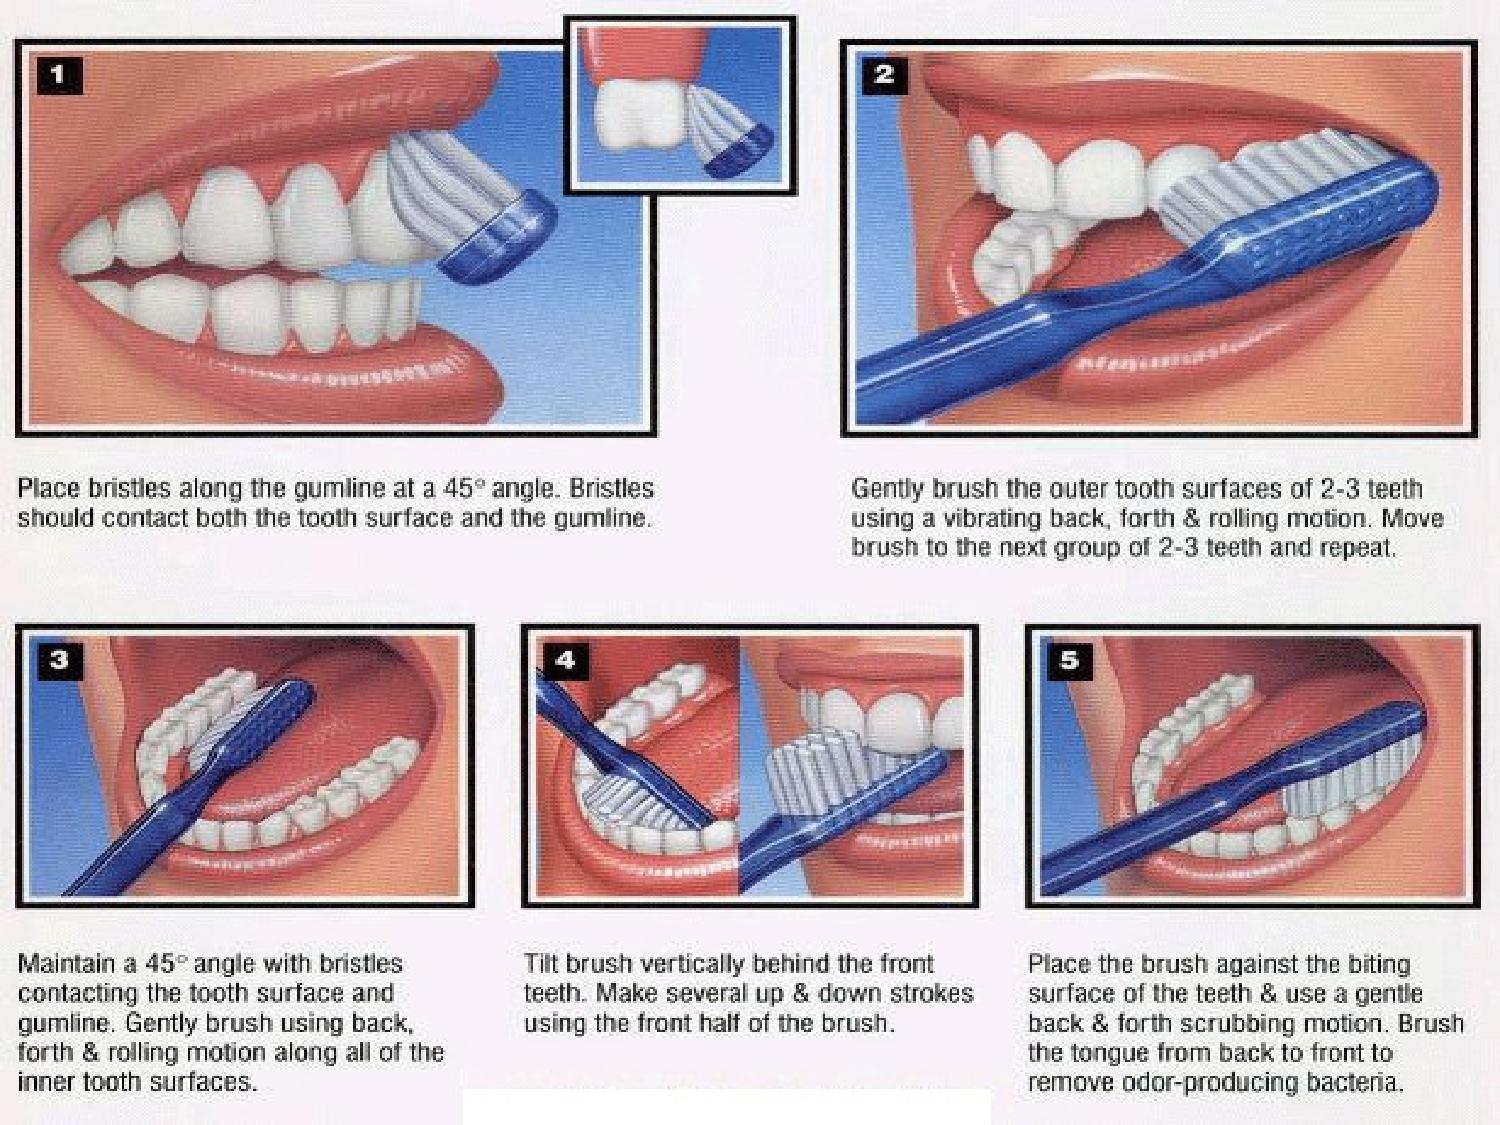 1
Place bristles along the gumline at a 45° angle. Bristles
should contact both the tooth surface and the gumline.
2
Gently brush the outer tooth surfaces of 2-3 teeth
using a vibrating back, forth & rolling motion. Move
brush to the next group of 2-3 teeth and repeat.
3
Maintain a 45° angle with bristles
contacting the tooth surface and
gumline. Gently brush using back,
forth & rolling motion along all of the
inner tooth surfaces.
4
Tilt brush vertically behind the front
teeth. Make several up & down strokes
using the front half of the brush.
5
Place the brush against the biting
surface of the teeth & use a gentle
back & forth scrubbing motion. Brush
the tongue from back to front to
remove odor-producing bacteria.